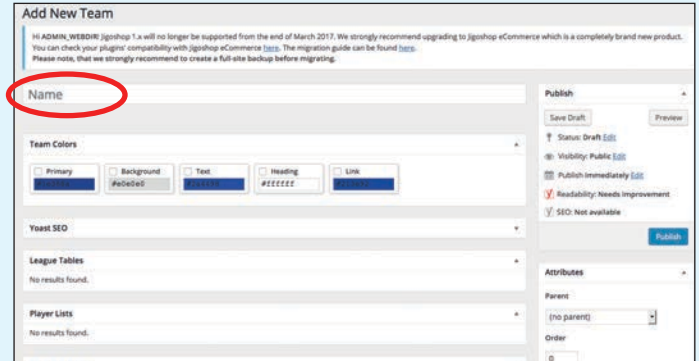 Add New Team
Hi ADMIN_WEBDIR! Jigoshop 1.x will no longer be supported from the end of March 2017. We strongly recommend upgrading to Jigoshop eCommerce which is a completely brand new product.
You can check your plugins' compatibility with Jigoshop eCommerce here. The migration guide can be found here.
Please note, that we strongly recommend to create a full-site backup before migrating.
Name
Team Colors
Primary Background Text Heading Link
#e0e0e0 #ffffff
Yoast SEO
League Tables
No results found.
Player Lists
No results found.
Publish
Save Draft Preview
Status: Draft Edit
Visibility: Public Edit
Publish immediately Edit
Readability: Needs improvement
SEO: Not available
Publish
Attributes
Parent
(no parent)
Order
0